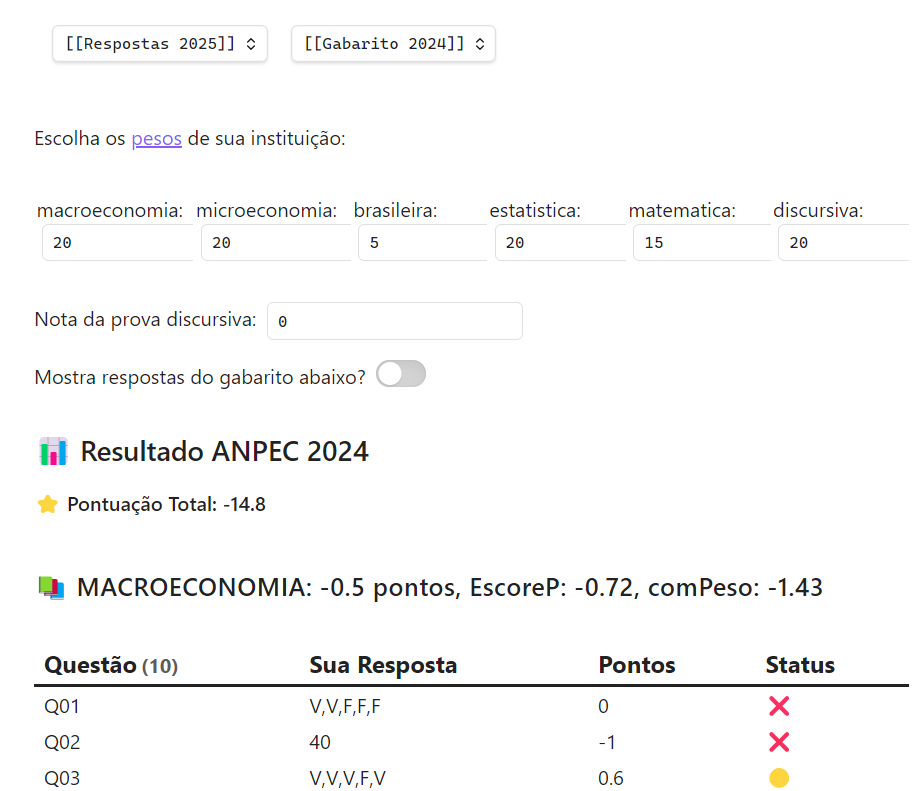 [[Respostas 2025]] [[Gabarito 2024]]
Escolha os pesos de sua instituição:
macroeconomia: microeconomia: brasileira: estatistica: matematica: discursiva:
20 20 5 20 15 20
Nota da prova discursiva: 0
Mostra respostas do gabarito abaixo?
Resultado ANPEC 2024
Pontuação Total: -14.8
MACROECONOMIA: -0.5 pontos, EscoreP: -0.72, comPeso: -1.43
Questão (10) Sua Resposta Pontos Status
Q01 V,V,F,F,F 0
Q02 40 -1
Q03 V,V,V,F,V 0.6